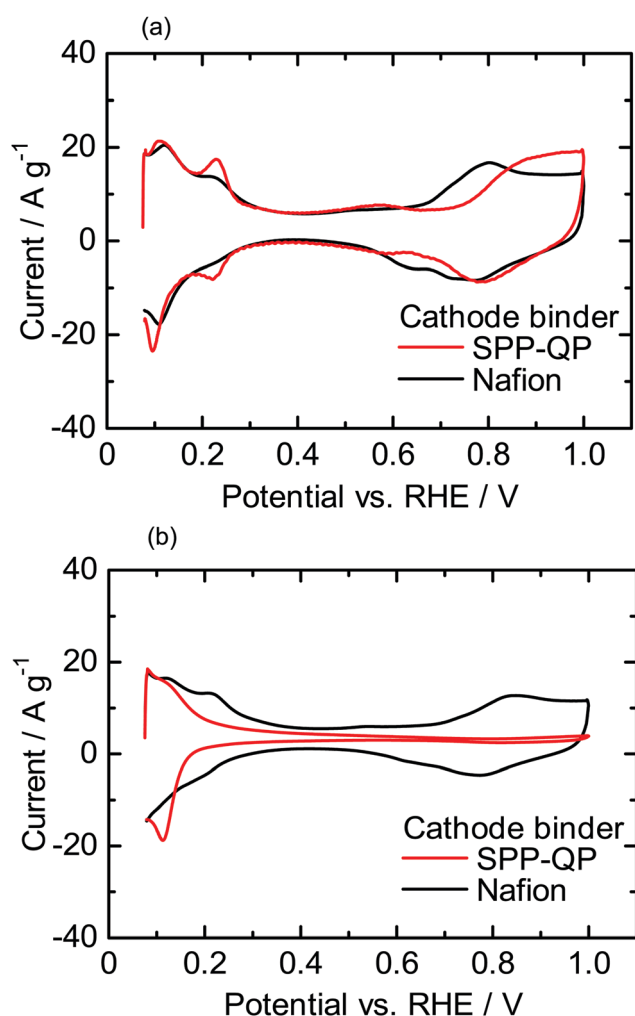 (a)
40
20
0
-20
-40
Current / A g⁻¹
Cathode binder
SPP-QP
Nafion
0 0.2 0.4 0.6 0.8 1.0
Potential vs. RHE / V
(b)
40
20
0
-20
-40
Current / A g⁻¹
Cathode binder
SPP-QP
Nafion
0 0.2 0.4 0.6 0.8 1.0
Potential vs. RHE / V